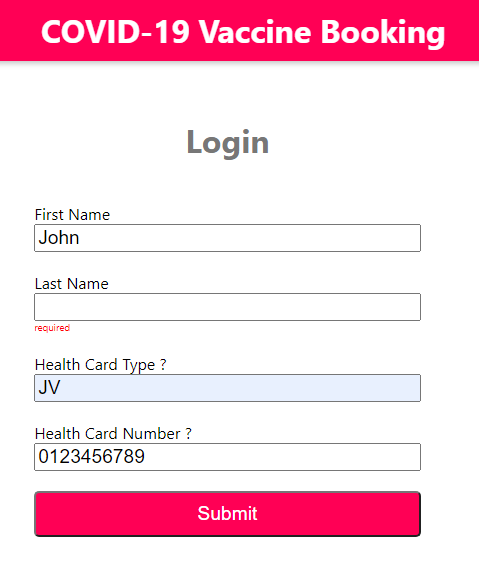 COVID-19 Vaccine Booking
Login
First Name
John
Last Name
required
Health Card Type ?
JV
Health Card Number ?
0123456789
Submit